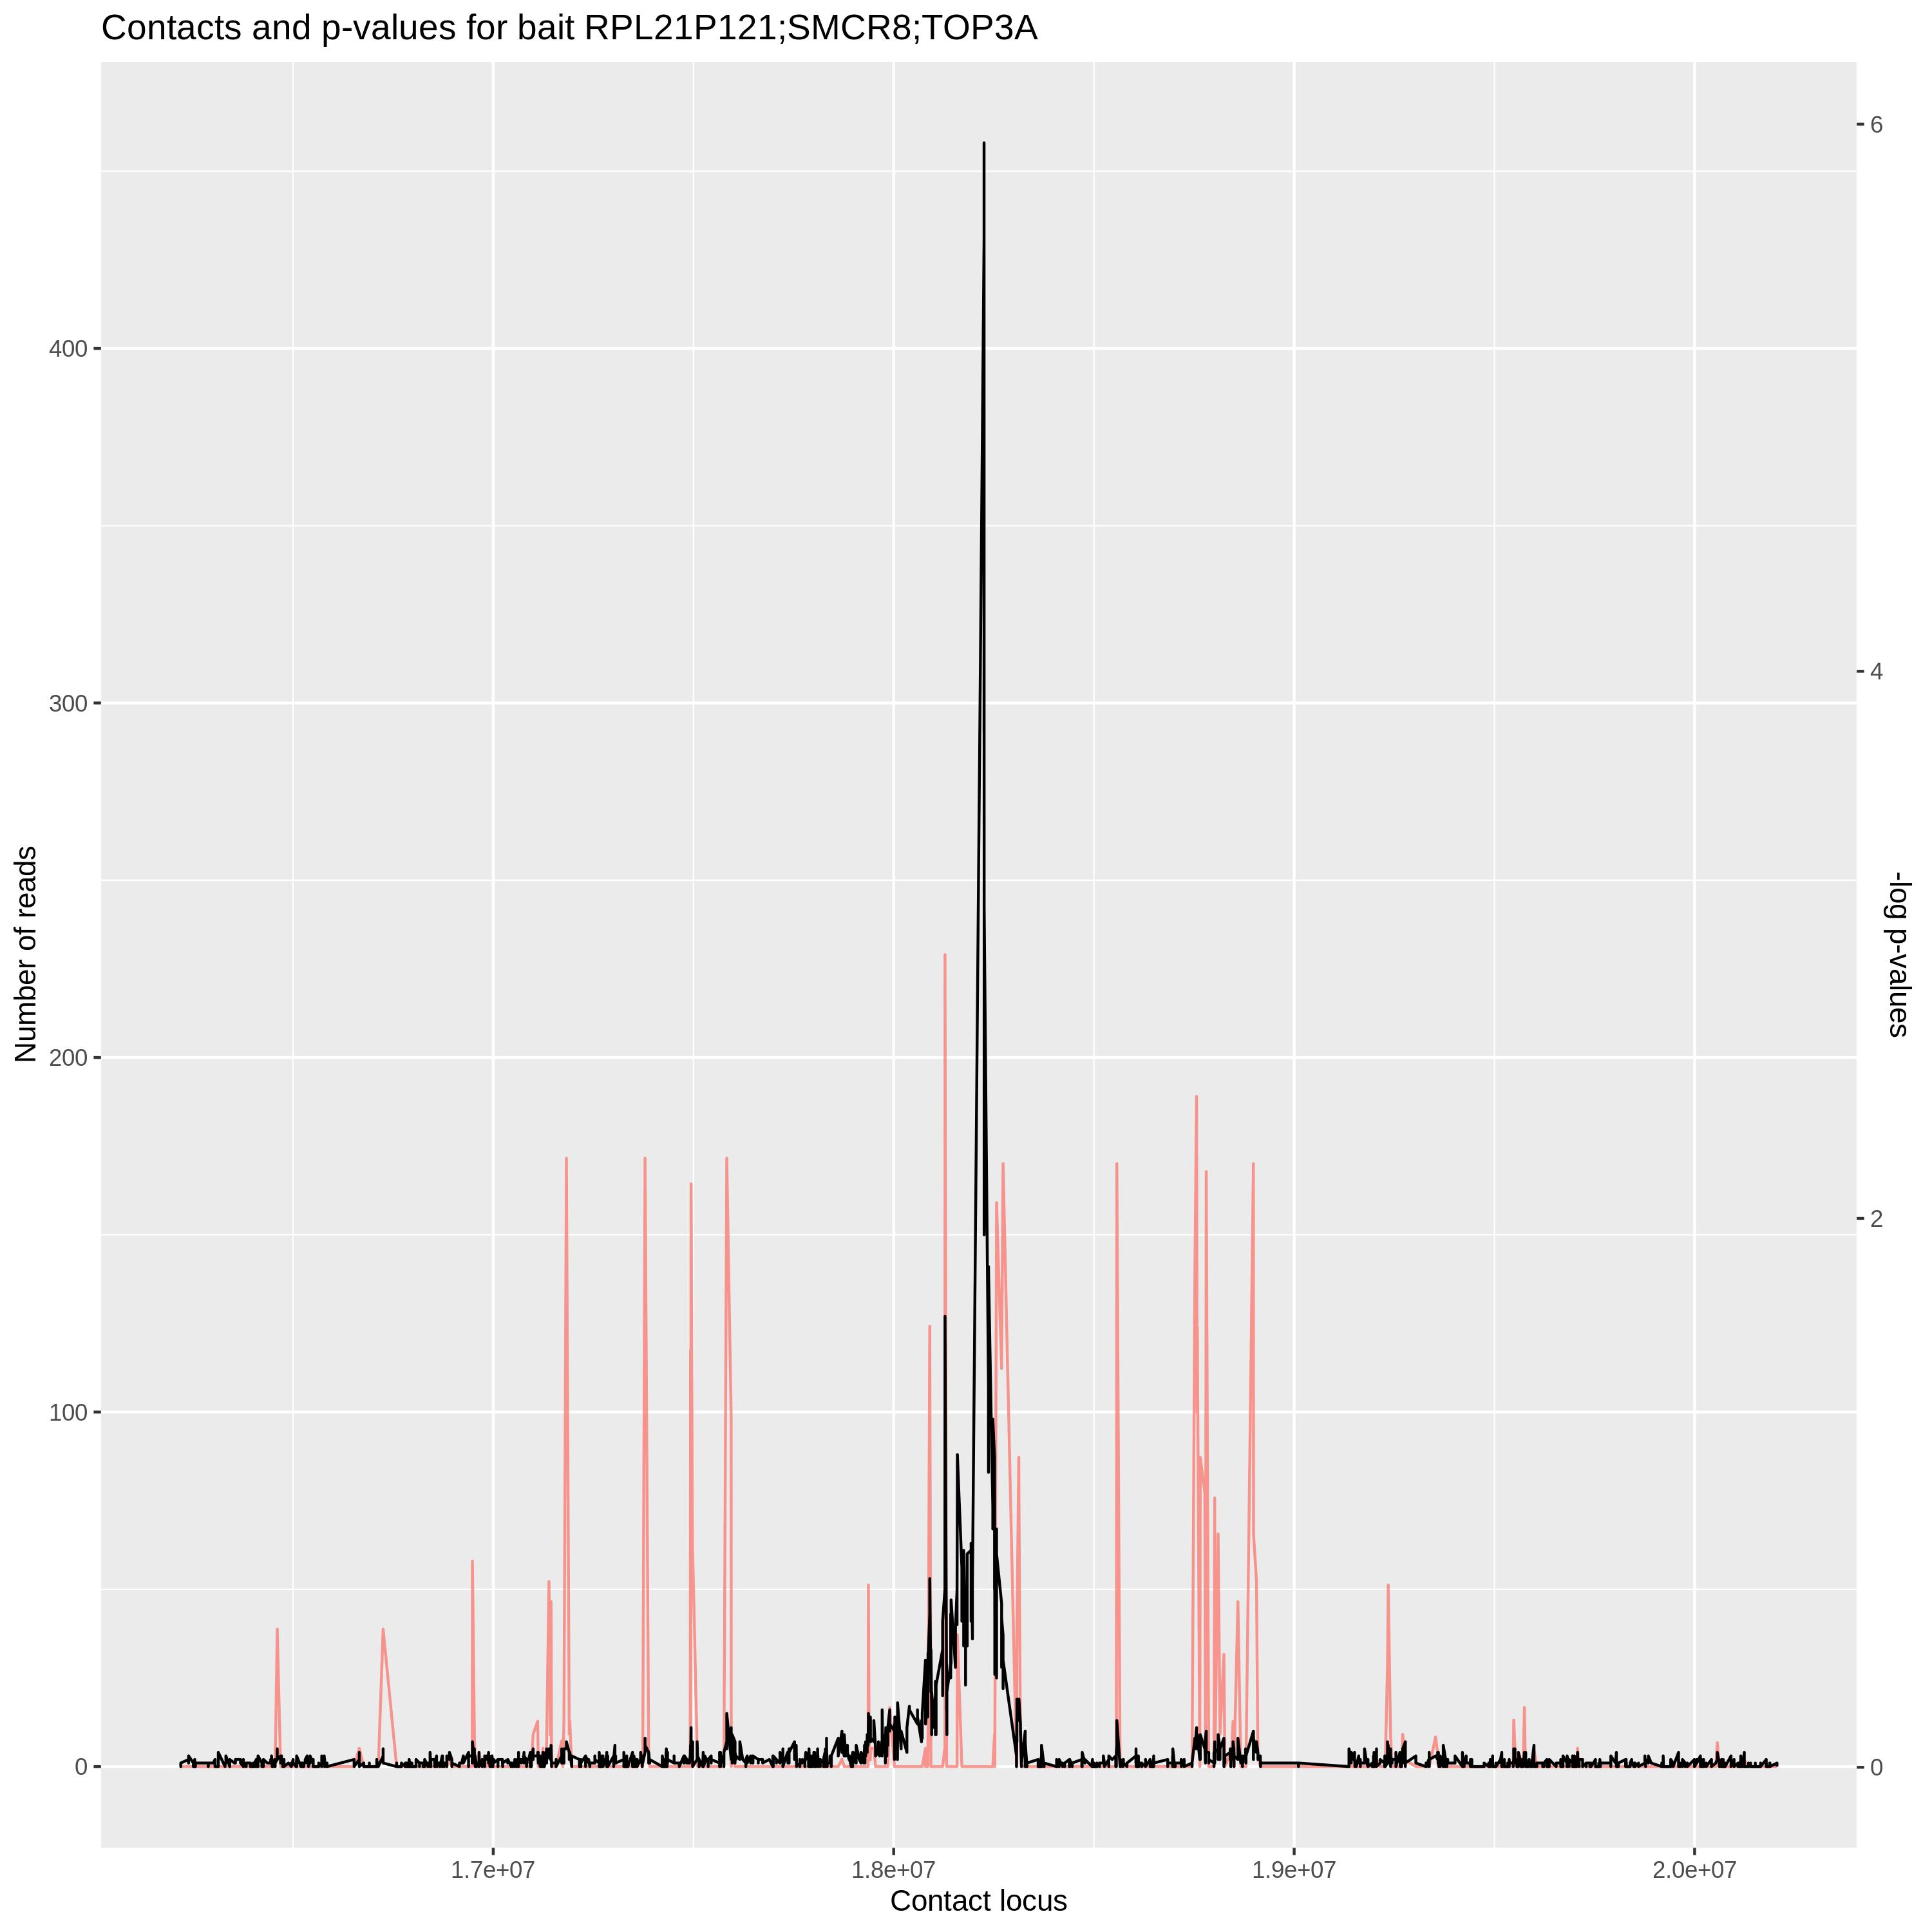 Contacts and p-values for bait RPL21P121;SMCR8;TOP3A
Number of reads
400
300
200
100
0
6
4
2
0
-log p-values
1.7e+07
1.8e+07
1.9e+07
2.0e+07
Contact locus